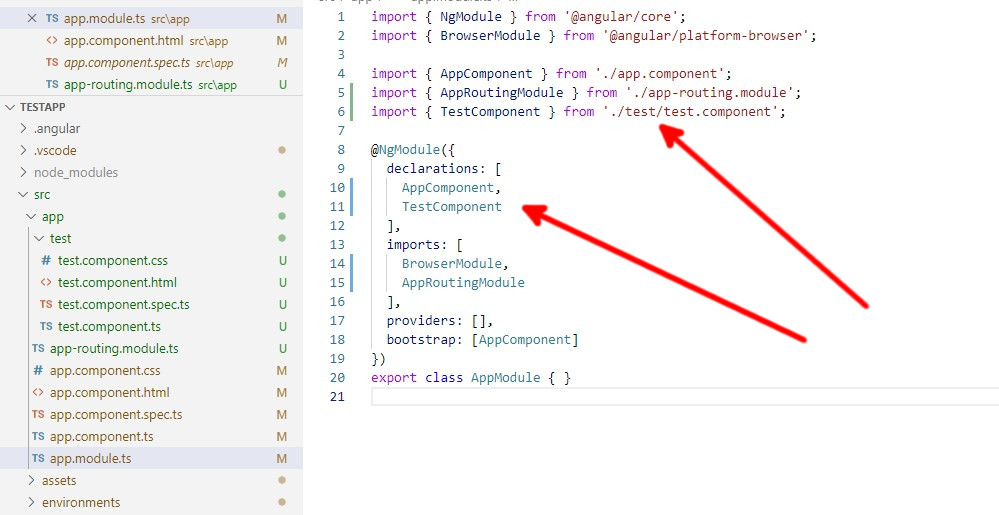 TS app.module.ts src\app M
<> app.component.html src\app M
TS app.component.spec.ts src\app M
TS app-routing.module.ts src\app U
TESTAPP
.angular
.vscode
node_modules
src
app
test
# test.component.css U
<> test.component.html U
TS test.component.spec.ts U
TS test.component.ts U
TS app-routing.module.ts U
# app.component.css M
<> app.component.html M
TS app.component.spec.ts M
TS app.component.ts M
TS app.module.ts M
assets
environments
1 import { NgModule } from '@angular/core';
2 import { BrowserModule } from '@angular/platform-browser';
3
4 import { AppComponent } from './app.component';
5 import { AppRoutingModule } from './app-routing.module';
6 import { TestComponent } from './test/test.component';
7
8 @NgModule({
9 declarations: [
10 AppComponent,
11 TestComponent
12 ],
13 imports: [
14 BrowserModule,
15 AppRoutingModule
16 ],
17 providers: [],
18 bootstrap: [AppComponent]
19 })
20 export class AppModule { }
21